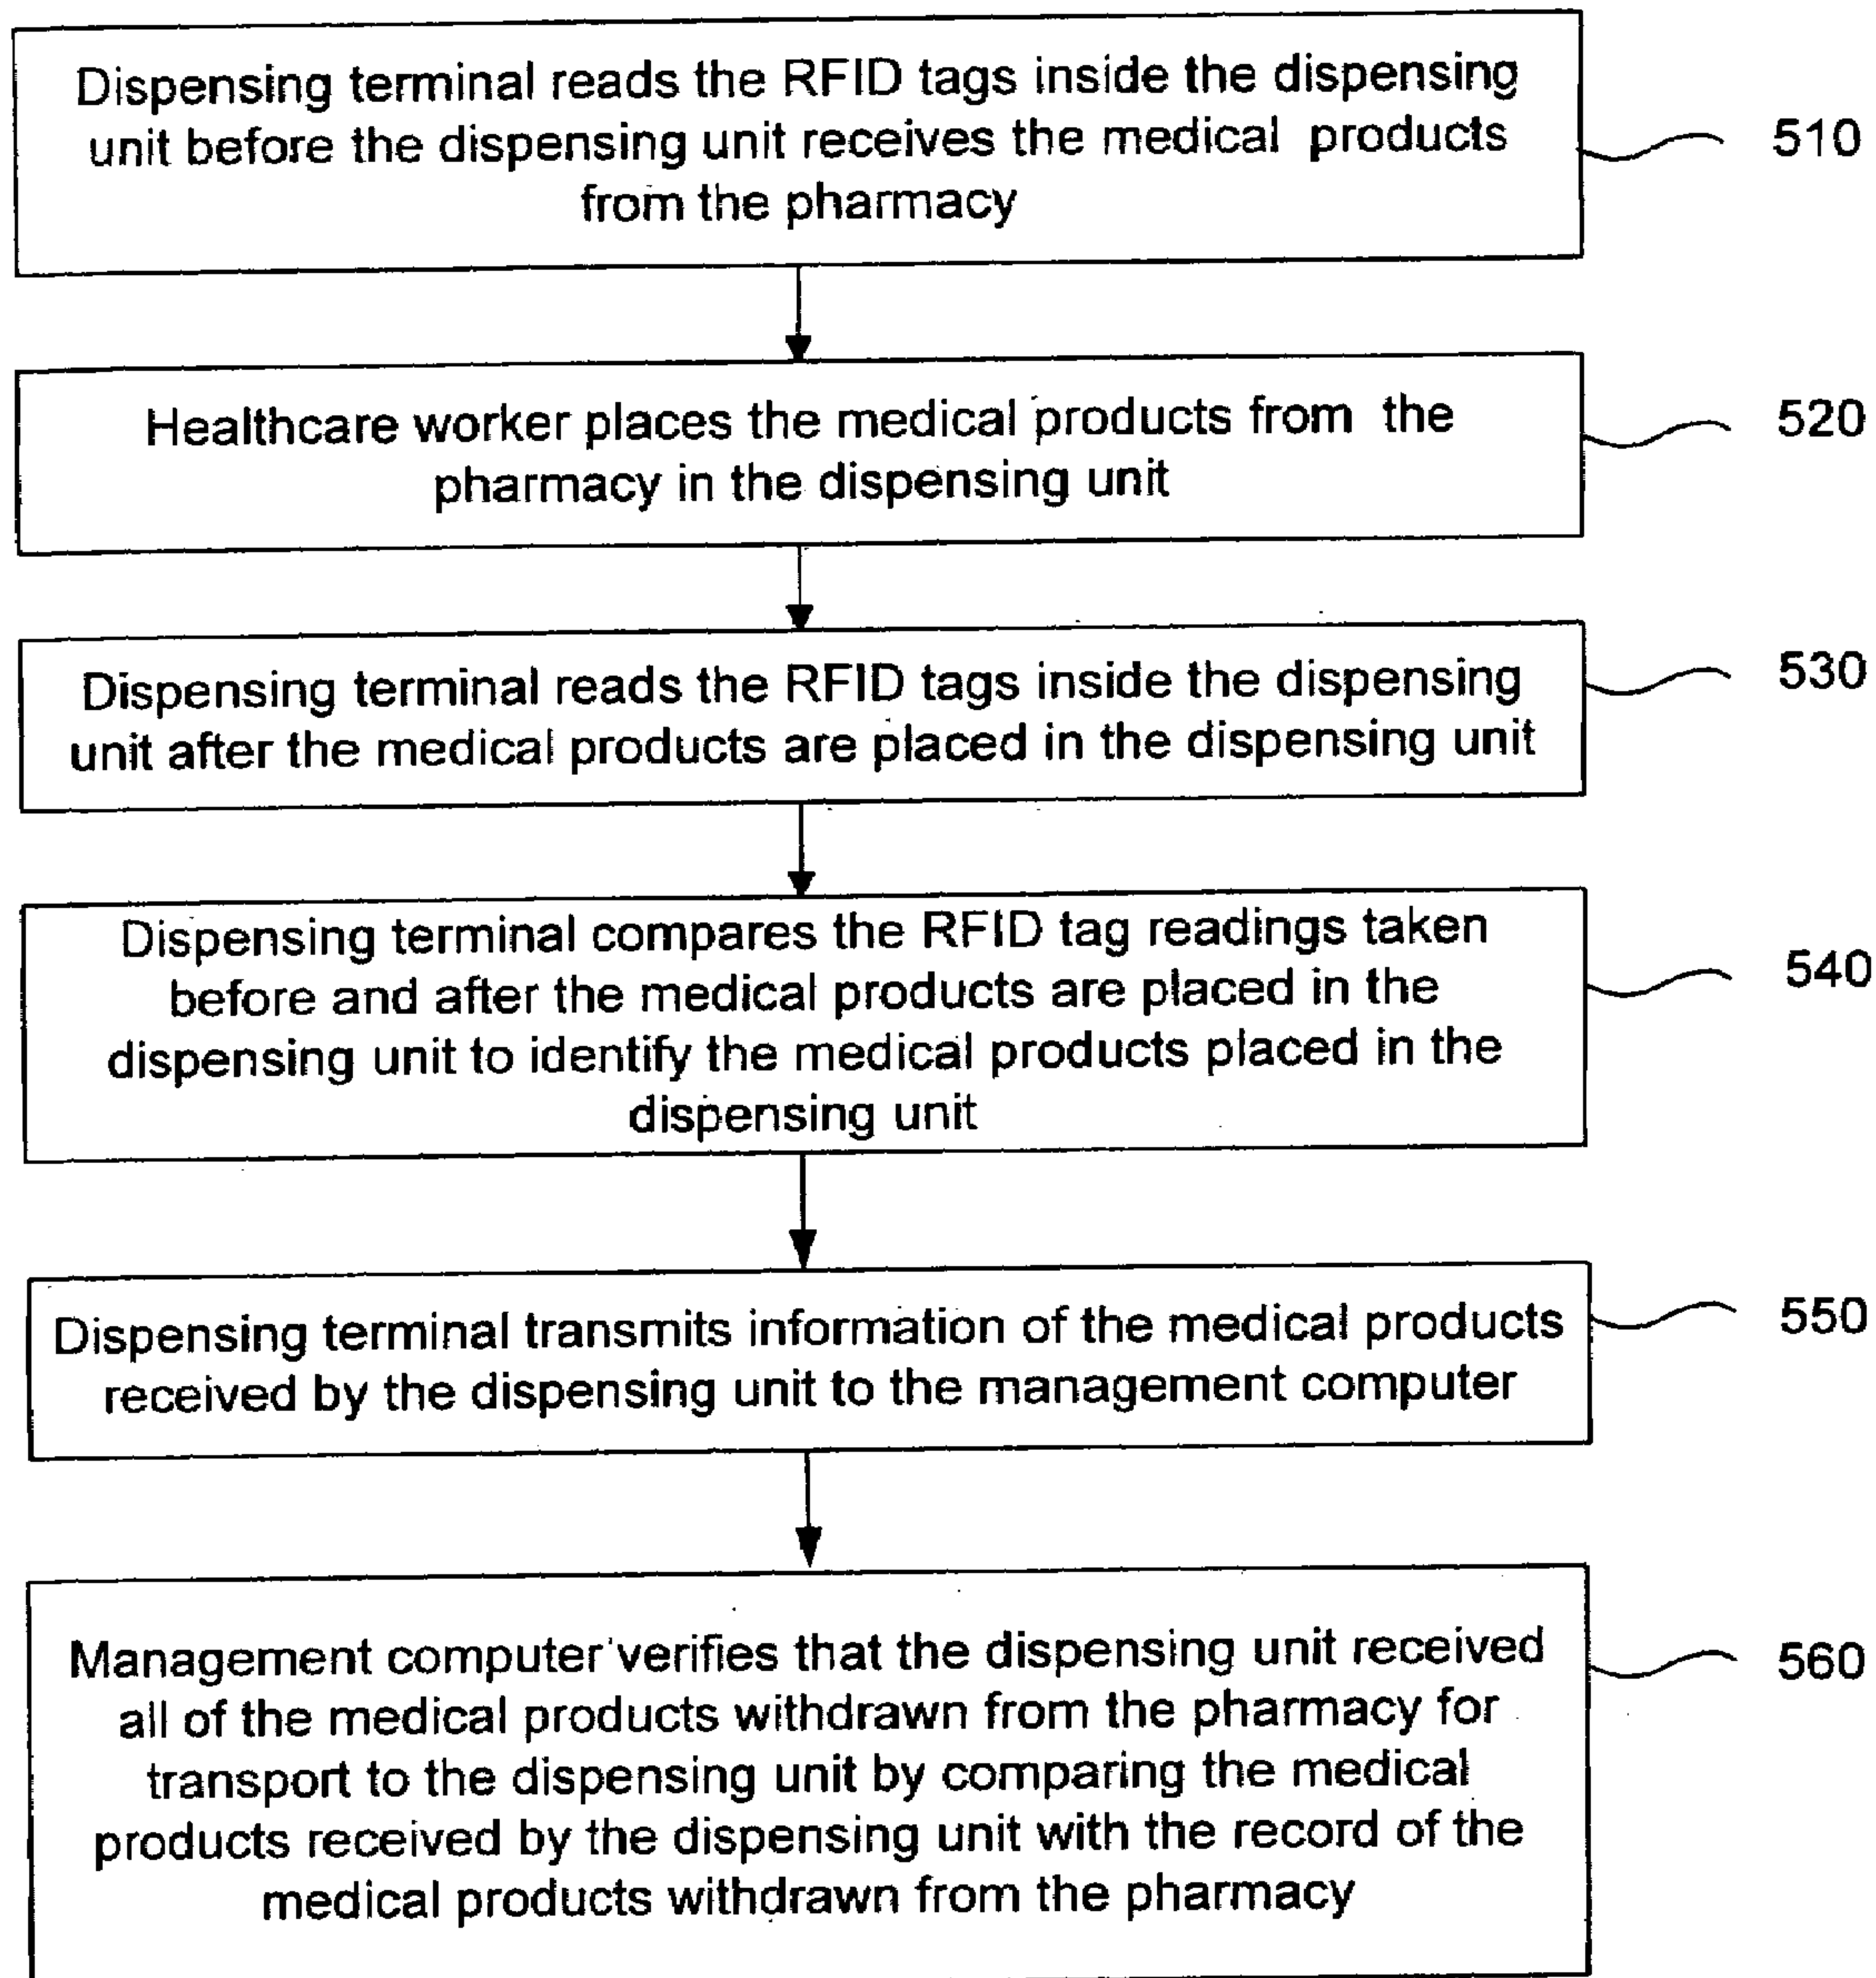 Dispensing terminal reads the RFID tags inside the dispensing
unit before the dispensing unit receives the medical products
from the pharmacy
510
Healthcare worker places the medical products from the
pharmacy in the dispensing unit
520
Dispensing terminal reads the RFID tags inside the dispensing
unit after the medical products are placed in the dispensing unit
530
Dispensing terminal compares the RFID tag readings taken
before and after the medical products are placed in the
dispensing unit to identify the medical products placed in the
dispensing unit
540
Dispensing terminal transmits information of the medical products
received by the dispensing unit to the management computer
550
Management computer verifies that the dispensing unit received
all of the medical products withdrawn from the pharmacy for
transport to the dispensing unit by comparing the medical
products received by the dispensing unit with the record of the
medical products withdrawn from the pharmacy
560